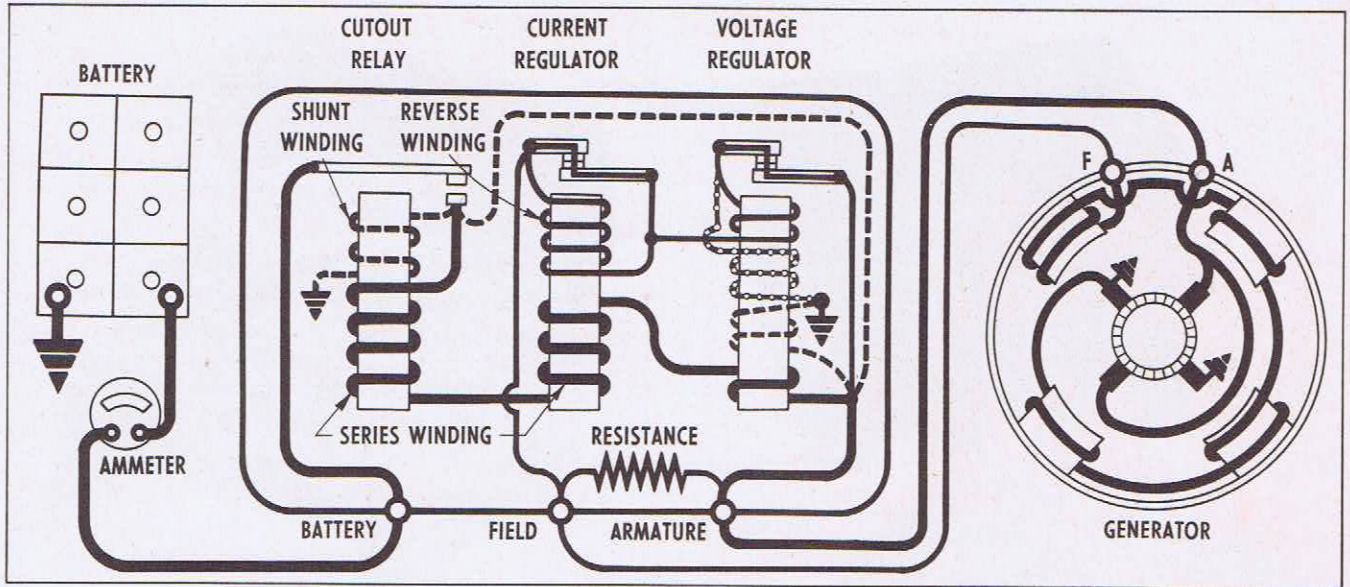 CUTOUT
RELAY
CURRENT
REGULATOR
VOLTAGE
REGULATOR
BATTERY
SHUNT
WINDING
REVERSE
WINDING
F
A
SERIES WINDING
RESISTANCE
AMMETER
BATTERY
FIELD
ARMATURE
GENERATOR